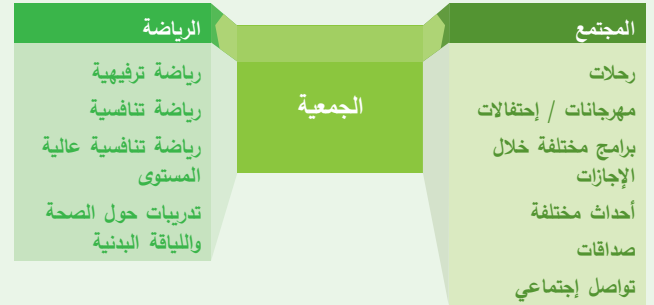 المجتمع
رحلات
مهرجانات / إحتفالات
برامج مختلفة خلال
الإجازات
أحداث مختلفة
صداقات
تواصل إجتماعي
الجمعية
الرياضة
رياضة ترفيهية
رياضة تنافسية
رياضة تنافسية عالية
المستوى
تدريبات حول الصحة
واللياقة البدنية